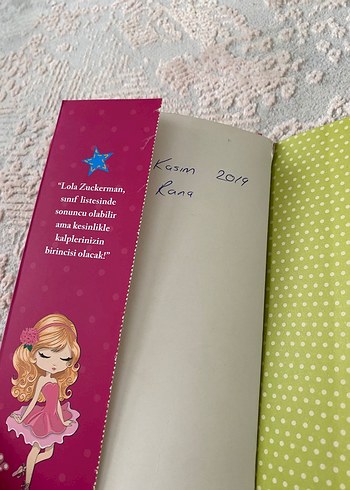 "Lola Zuckerman,
sınıf listesinde
sonuncu olabilir
ama kesinlikle
kalplerinizin
birincisi olacak!"
Kasım 2019
Rana